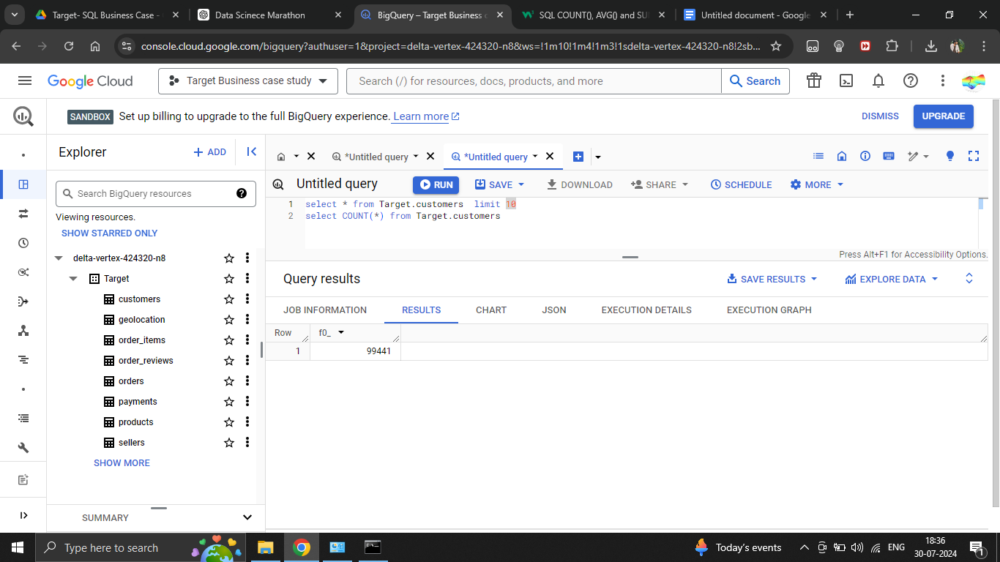 Target- SQL Business Case -
Data Scinece Marathon
BigQuery – Target Business c
SQL COUNT(), AVG() and SU
Untitled document - Google
console.cloud.google.com/bigquery?authuser=1&project=delta-vertex-424320-n8&ws=!1m10!1m4!1m3!1sdelta-vertex-424320-n8!2sb...
Google Cloud
Target Business case study
Search (/) for resources, docs, products, and more
Search
SANDBOX Set up billing to upgrade to the full BigQuery experience. Learn more
DISMISS
UPGRADE
Explorer
+ ADD
*Untitled query
*Untitled query
Untitled query
RUN
SAVE
DOWNLOAD
SHARE
SCHEDULE
MORE
Search BigQuery resources
Viewing resources.
SHOW STARRED ONLY
delta-vertex-424320-n8
Target
customers
geolocation
order_items
order_reviews
orders
payments
products
sellers
SHOW MORE
SUMMARY
1 select * from Target.customers  limit 10
2 select COUNT(*) from Target.customers
Press Alt+F1 for Accessibility Options.
Query results
SAVE RESULTS
EXPLORE DATA
JOB INFORMATION
RESULTS
CHART
JSON
EXECUTION DETAILS
EXECUTION GRAPH
Row f0_
1 99441
Type here to search
Today's events
ENG
18:36
30-07-2024
1